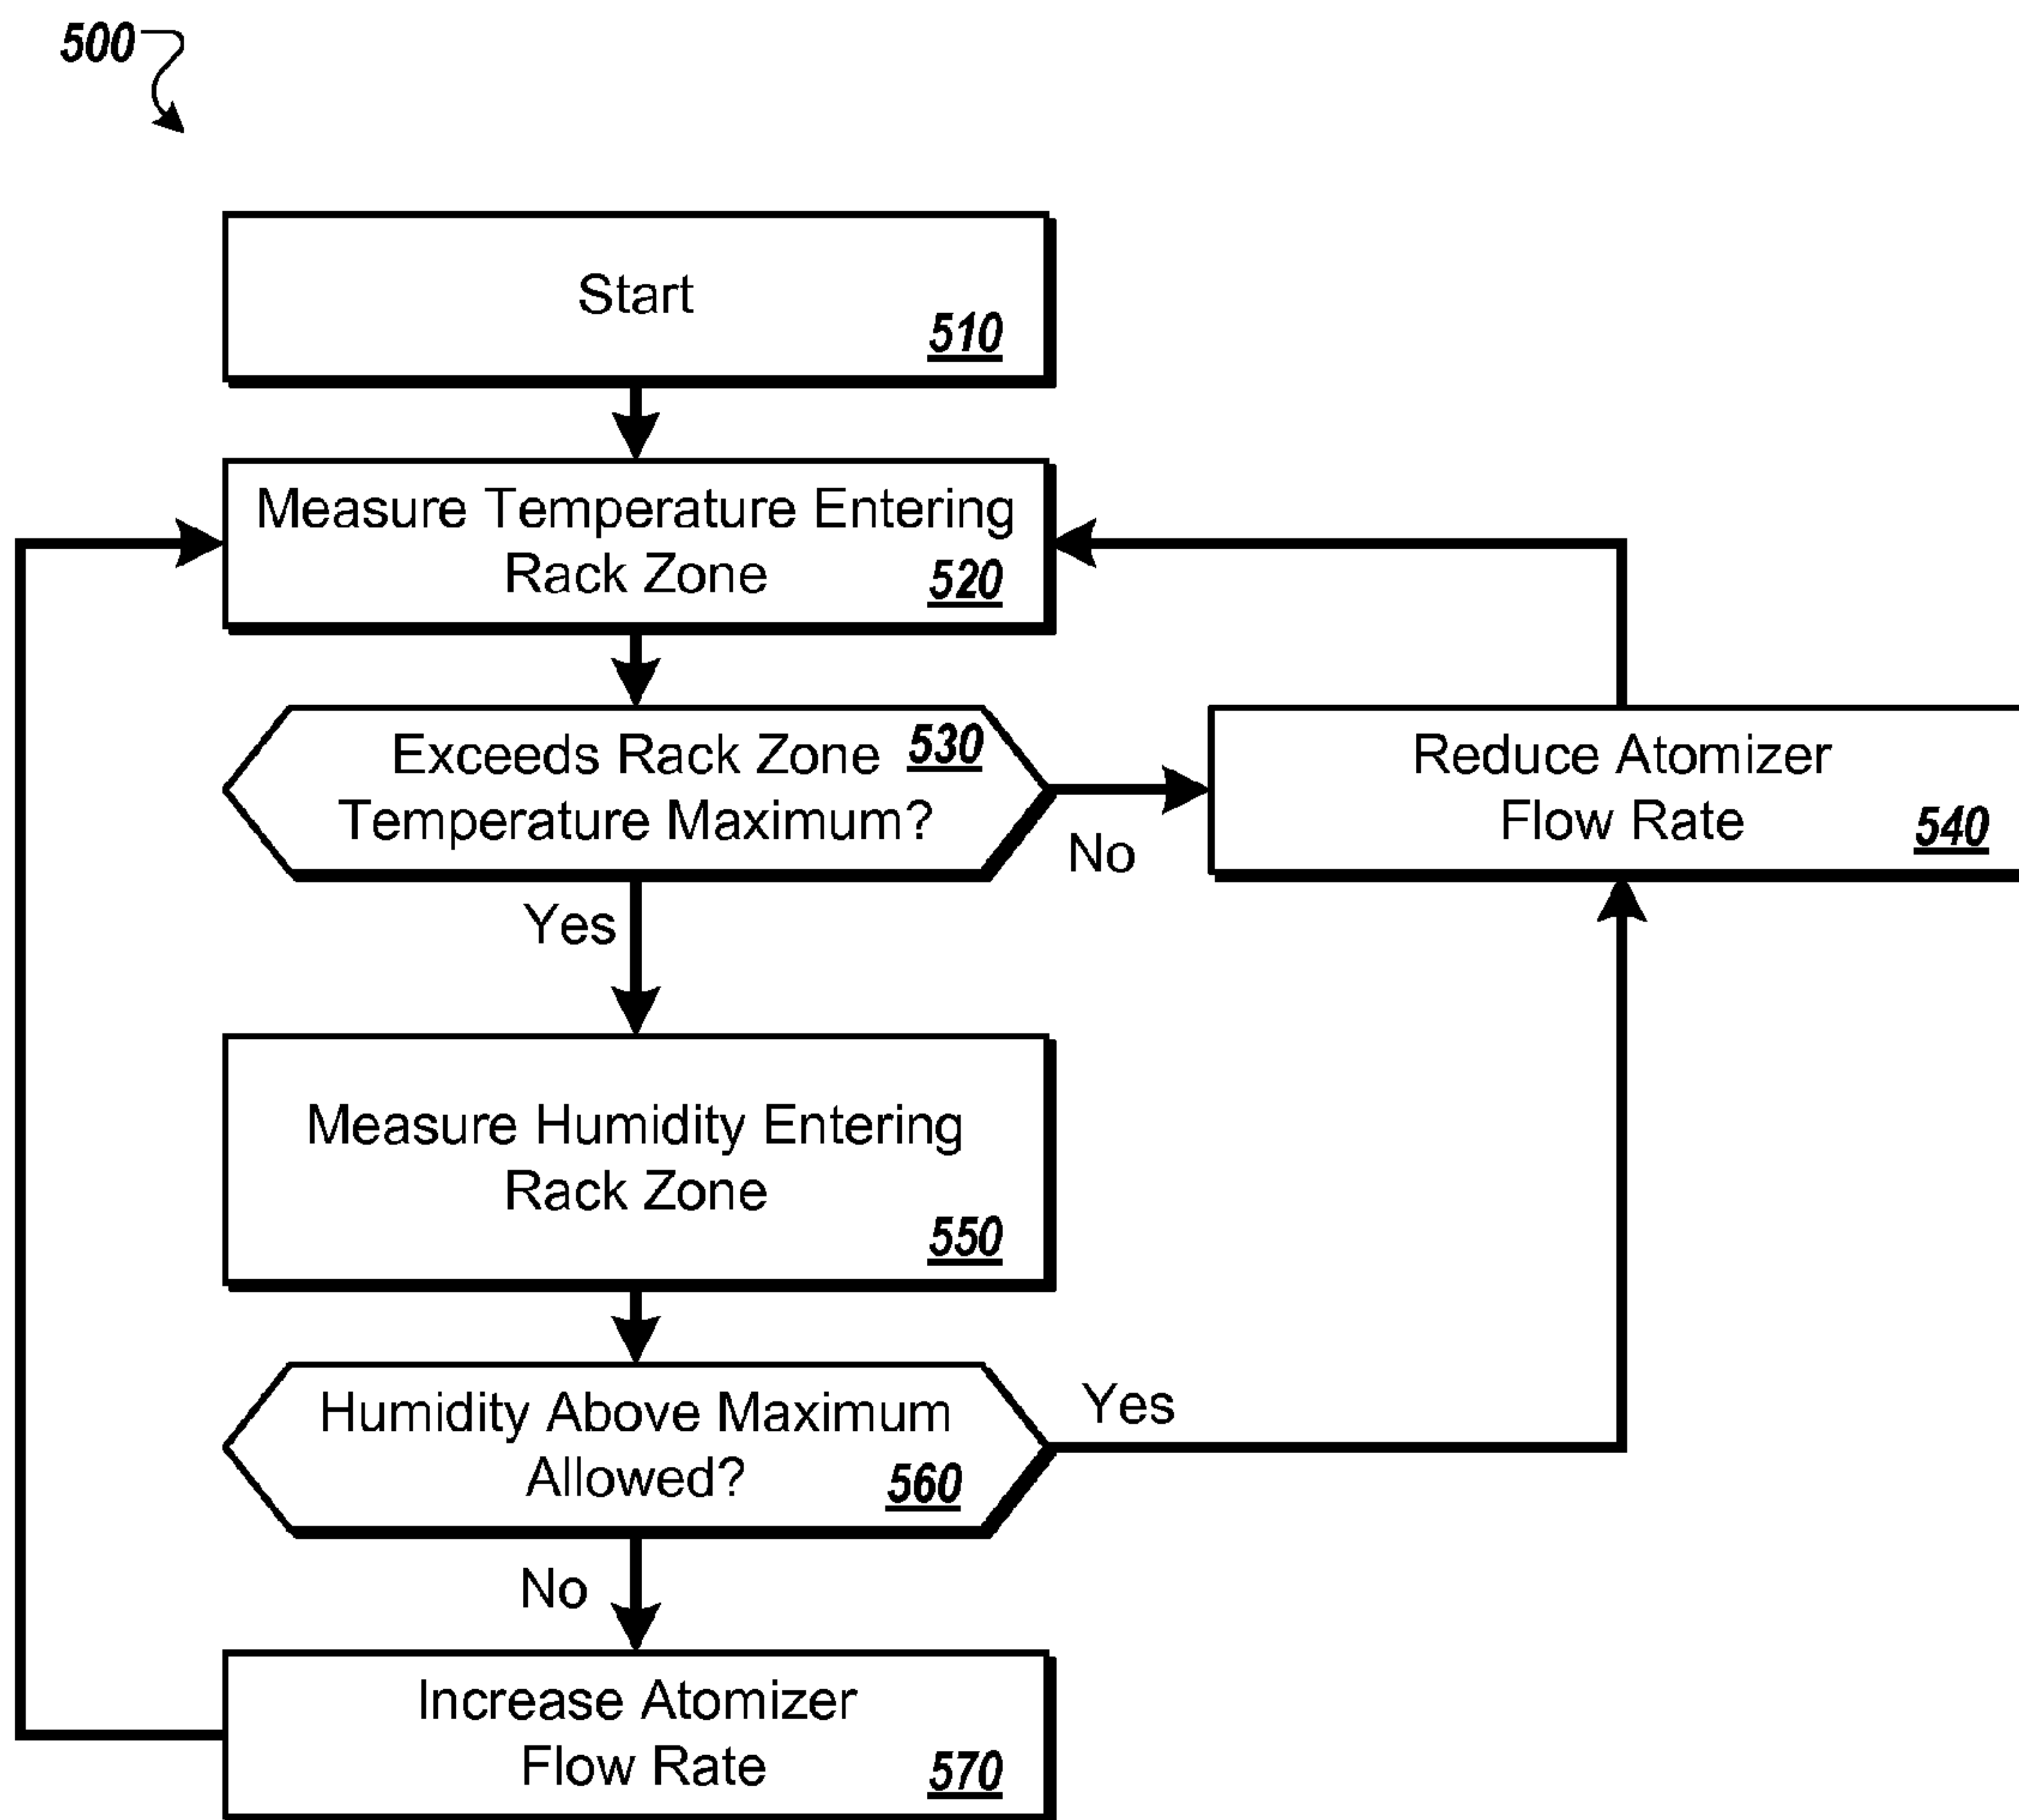 500
Start
510
Measure Temperature Entering
Rack Zone
520
Exceeds Rack Zone
530
Temperature Maximum?
No
Reduce Atomizer
Flow Rate
540
Yes
Measure Humidity Entering
Rack Zone
550
Humidity Above Maximum
Allowed?
560
Yes
No
Increase Atomizer
Flow Rate
570